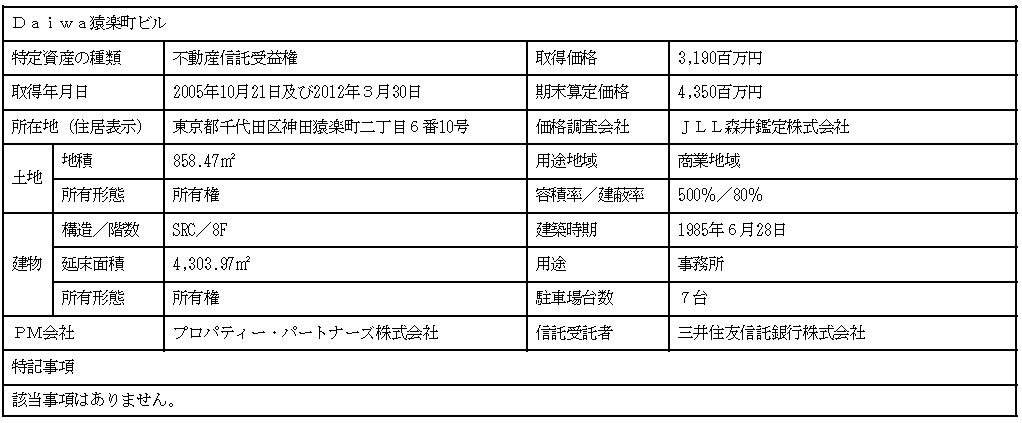 Ｄａｉｗａ猿楽町ビル
特定資産の種類 不動産信託受益権 取得価格 3,190百万円
取得年月日 2005年10月21日及び2012年３月30日 期末算定価格 4,350百万円
所在地（住居表示） 東京都千代田区神田猿楽町二丁目６番10号 価格調査会社 ＪＬＬ森井鑑定株式会社
土地 地積 858.47㎡ 用途地域 商業地域
所有形態 所有権 容積率／建蔽率 500％／80％
建物 構造／階数 SRC／8F 建築時期 1985年６月28日
延床面積 4,303.97㎡ 用途 事務所
所有形態 所有権 駐車場台数 ７台
ＰＭ会社 プロパティー・パートナーズ株式会社 信託受託者 三井住友信託銀行株式会社
特記事項
該当事項はありません。